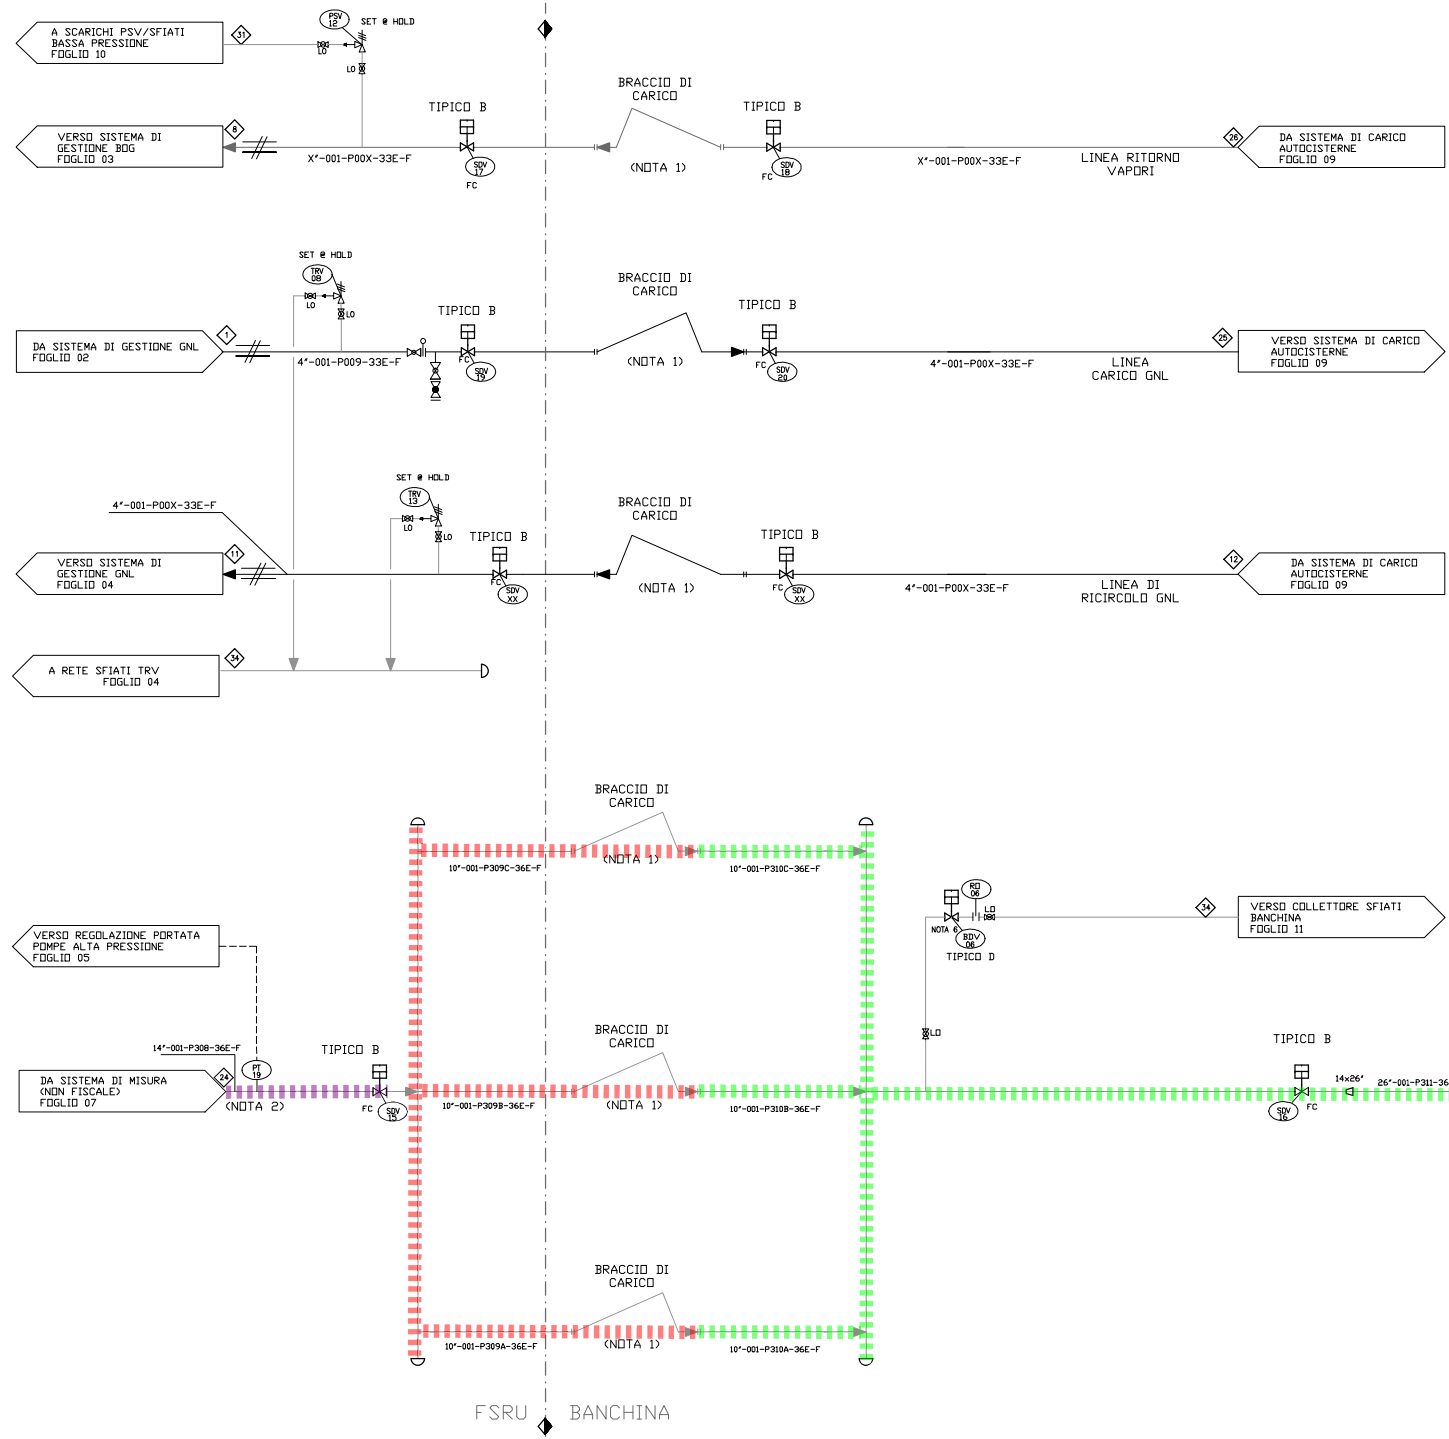 A SCARICHI PSV/SFIATI
BASSA PRESSIONE
FOGLIO 10
31
PSV
12
SET @ HOLD
LO
LO
BRACCIO DI
CARICO
TIPICO B
TIPICO B
VERSO SISTEMA DI
GESTIONE BOG
FOGLIO 03
8
X"-001-P00X-33E-F
SDV
17
FC
(NOTA 1)
SDV
18
FC
X"-001-P00X-33E-F
LINEA RITORNO
VAPORI
26
DA SISTEMA DI CARICO
AUTOCISTERNE
FOGLIO 09
SET @ HOLD
TRV
08
LO
LO
BRACCIO DI
CARICO
TIPICO B
TIPICO B
DA SISTEMA DI GESTIONE GNL
FOGLIO 02
1
4"-001-P009-33E-F
FC
SDV
19
(NOTA 1)
FC
SDV
20
4"-001-P00X-33E-F
LINEA
CARICO GNL
25
VERSO SISTEMA DI CARICO
AUTOCISTERNE
FOGLIO 09
SET @ HOLD
TRV
13
LO
LO
4"-001-P00X-33E-F
BRACCIO DI
CARICO
TIPICO B
TIPICO B
VERSO SISTEMA DI
GESTIONE GNL
FOGLIO 04
11
FC
SDV
XX
(NOTA 1)
FC
SDV
XX
4"-001-P00X-33E-F
LINEA DI
RICIRCOLO GNL
12
DA SISTEMA DI CARICO
AUTOCISTERNE
FOGLIO 09
A RETE SFIATI TRV
FOGLIO 04
34
BRACCIO DI
CARICO
(NOTA 1)
10"-001-P309C-36E-F
10"-001-P310C-36E-F
RO
06
LO
NOTA 6
BDV
06
TIPICO D
34
VERSO COLLETTORE SFIATI
BANCHINA
FOGLIO 11
VERSO REGOLAZIONE PORTATA
POMPE ALTA PRESSIONE
FOGLIO 05
LO
BRACCIO DI
CARICO
14"-001-P308-36E-F
TIPICO B
TIPICO B
PT
19
DA SISTEMA DI MISURA
(NON FISCALE)
FOGLIO 07
24
(NOTA 2)
FC
SDV
15
10"-001-P309B-36E-F
(NOTA 1)
10"-001-P310B-36E-F
SDV
16
FC
14x26"
26"-001-P311-36
BRACCIO DI
CARICO
10"-001-P309A-36E-F
(NOTA 1)
10"-001-P310A-36E-F
FSRU
BANCHINA